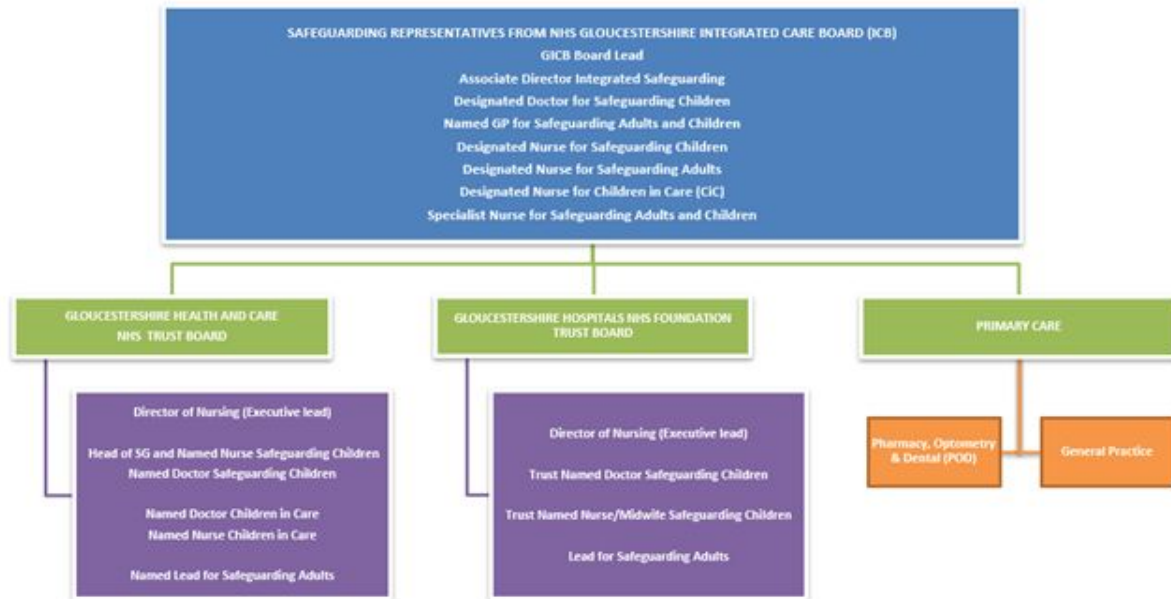 SAFEGUARDING REPRESENTATIVES FROM NHS GLOUCESTERSHIRE INTEGRATED CARE BOARD (ICB)
GICB Board Lead
Associate Director Integrated Safeguarding
Designated Doctor for Safeguarding Children
Named GP for Safeguarding Adults and Children
Designated Nurse for Safeguarding Children
Designated Nurse for Safeguarding Adults
Designated Nurse for Children in Care (CiC)
Specialist Nurse for Safeguarding Adults and Children
GLOUCESTERSHIRE HEALTH AND CARE
NHS TRUST BOARD
GLOUCESTERSHIRE HOSPITALS NHS FOUNDATION
TRUST BOARD
PRIMARY CARE
Director of Nursing (Executive lead)
Head of SG and Named Nurse Safeguarding Children
Named Doctor Safeguarding Children
Named Doctor Children in Care
Named Nurse Children in Care
Named Lead for Safeguarding Adults
Director of Nursing (Executive lead)
Trust Named Doctor Safeguarding Children
Trust Named Nurse/Midwife Safeguarding Children
Lead for Safeguarding Adults
Pharmacy, Optometry
& Dental (POD)
General Practice